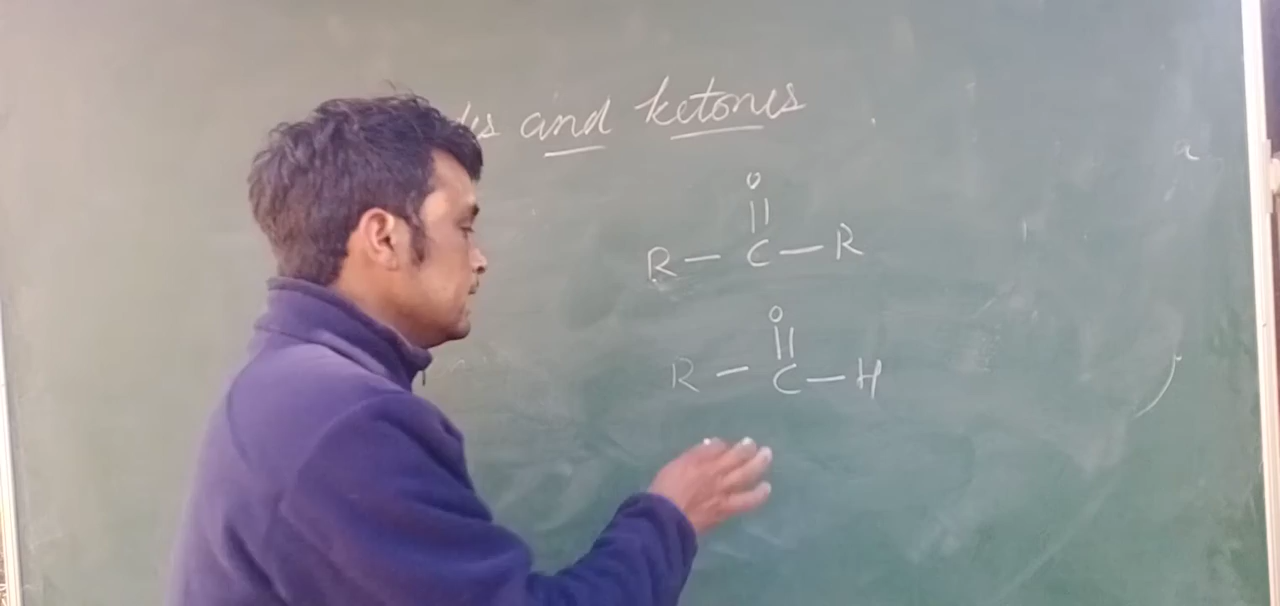 and ketones
O
||
R — C — R
O
||
R — C — H